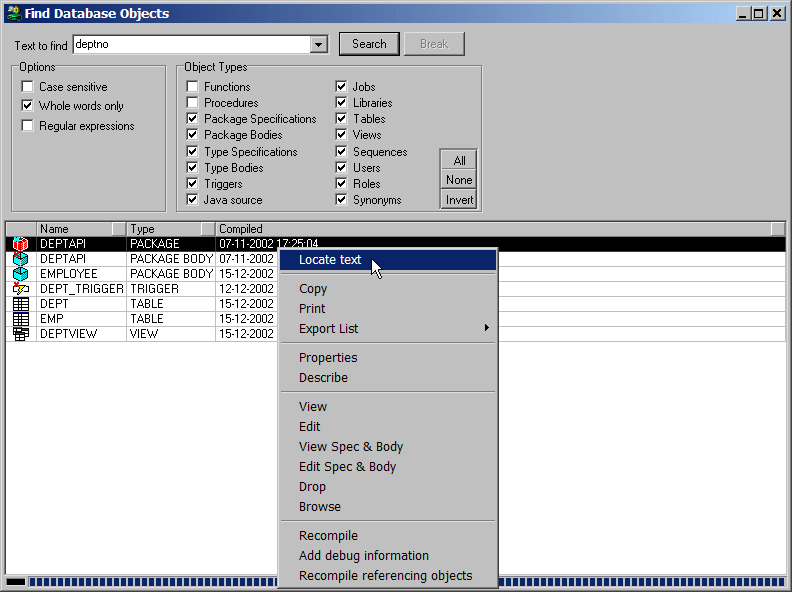 Find Database Objects
Text to find deptno Search Break
Options
Case sensitive
Whole words only
Regular expressions
Object Types
Functions Jobs
Procedures Libraries
Package Specifications Tables
Package Bodies Views
Type Specifications Sequences
Type Bodies Users
Triggers Roles
Java source Synonyms
All
None
Invert
Name Type Compiled
DEPTAPI PACKAGE 07-11-2002 17:25:04
DEPTAPI PACKAGE BODY 07-11-2002
EMPLOYEE PACKAGE BODY 15-12-2002
DEPT_TRIGGER TRIGGER 12-12-2002
DEPT TABLE 15-12-2002
EMP TABLE 15-12-2002
DEPTVIEW VIEW 15-12-2002
Locate text
Copy
Print
Export List
Properties
Describe
View
Edit
View Spec & Body
Edit Spec & Body
Drop
Browse
Recompile
Add debug information
Recompile referencing objects